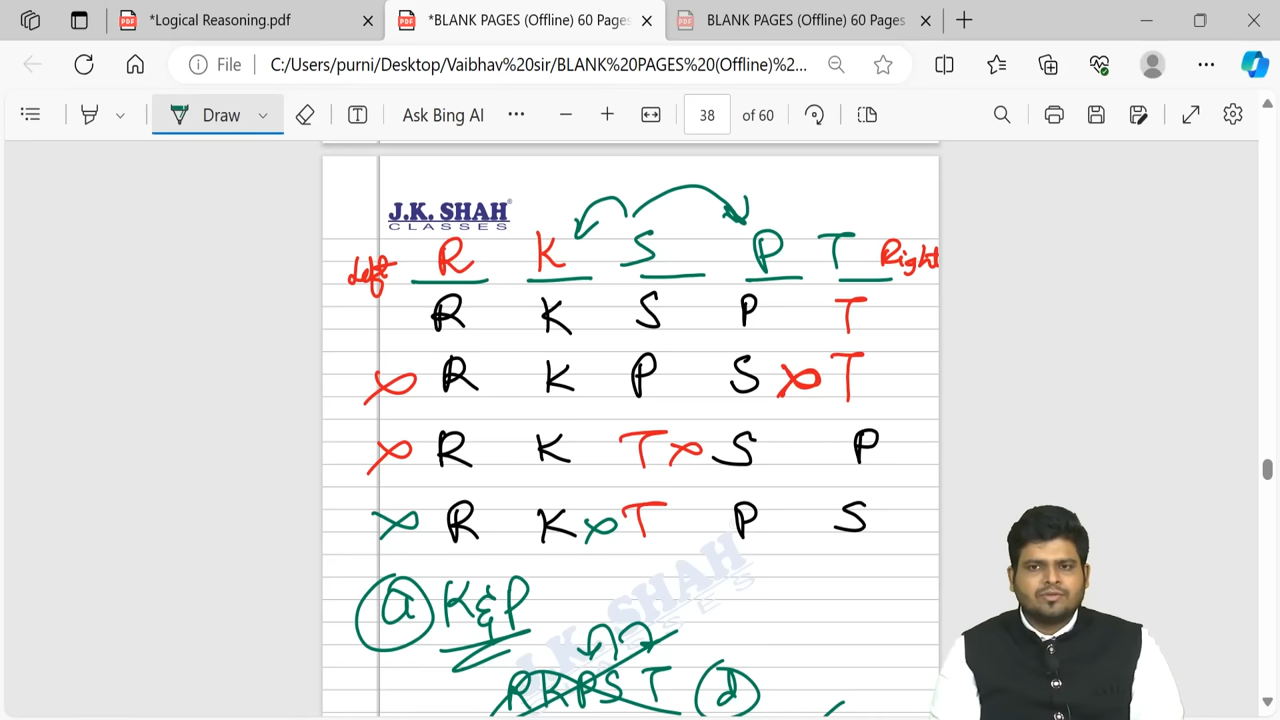 *Logical Reasoning.pdf
*BLANK PAGES (Offline) 60 Pages
BLANK PAGES (Offline) 60 Pages
File
C:/Users/purni/Desktop/Vaibhav%20sir/BLANK%20PAGES%20(Offline)%2...
Draw
Ask Bing AI
38 of 60
J.K. SHAH®
CLASSES
Left R K S P T Right
R K S P T
R K P S T
R K T S P
R K T P S
J.K. SHAH
a K & P
R K P S T d